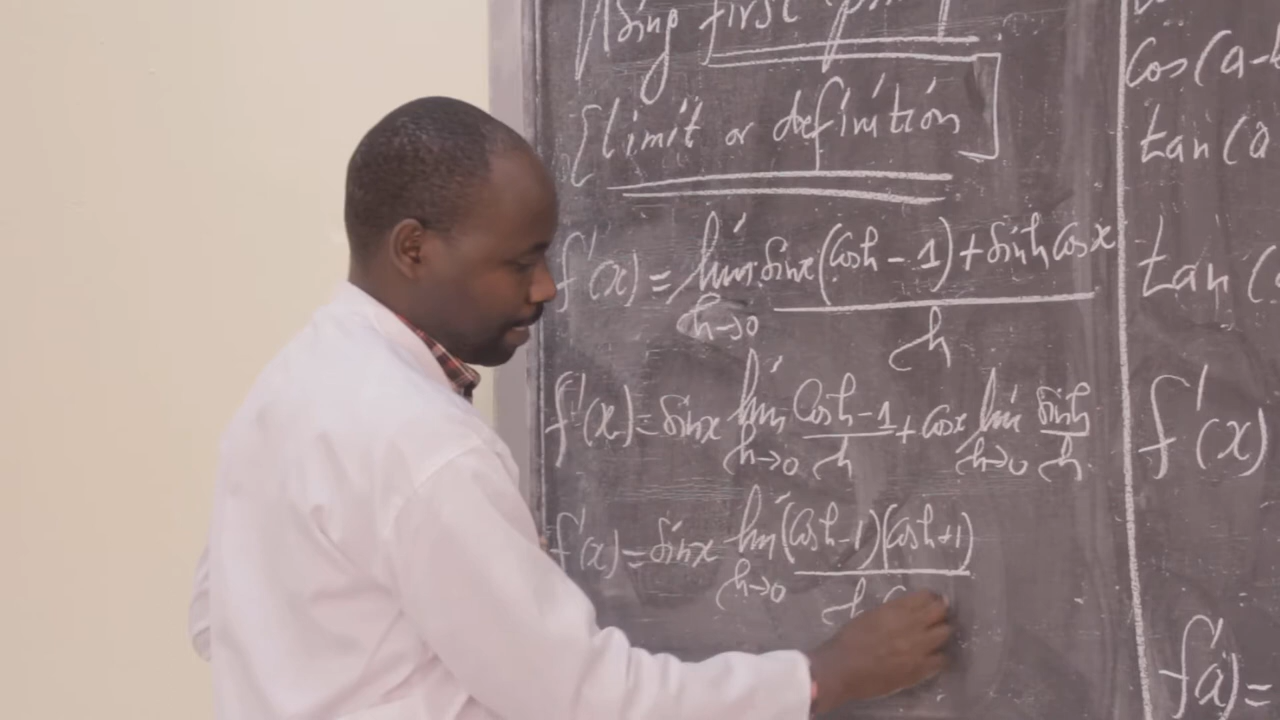 Using first
[Limit or definition]
f'(x) = lim h→0 (sinx(cosh - 1) + sinh cosx) / h
f'(x) = sinx lim h→0 (cosh - 1) / h + cosx lim h→0 sinh / h
f'(x) = sinx lim h→0 (cosh-1)(cosh+1) / h (
cos(a-b
tan(a
tan(
f'(x)
f'(x) =